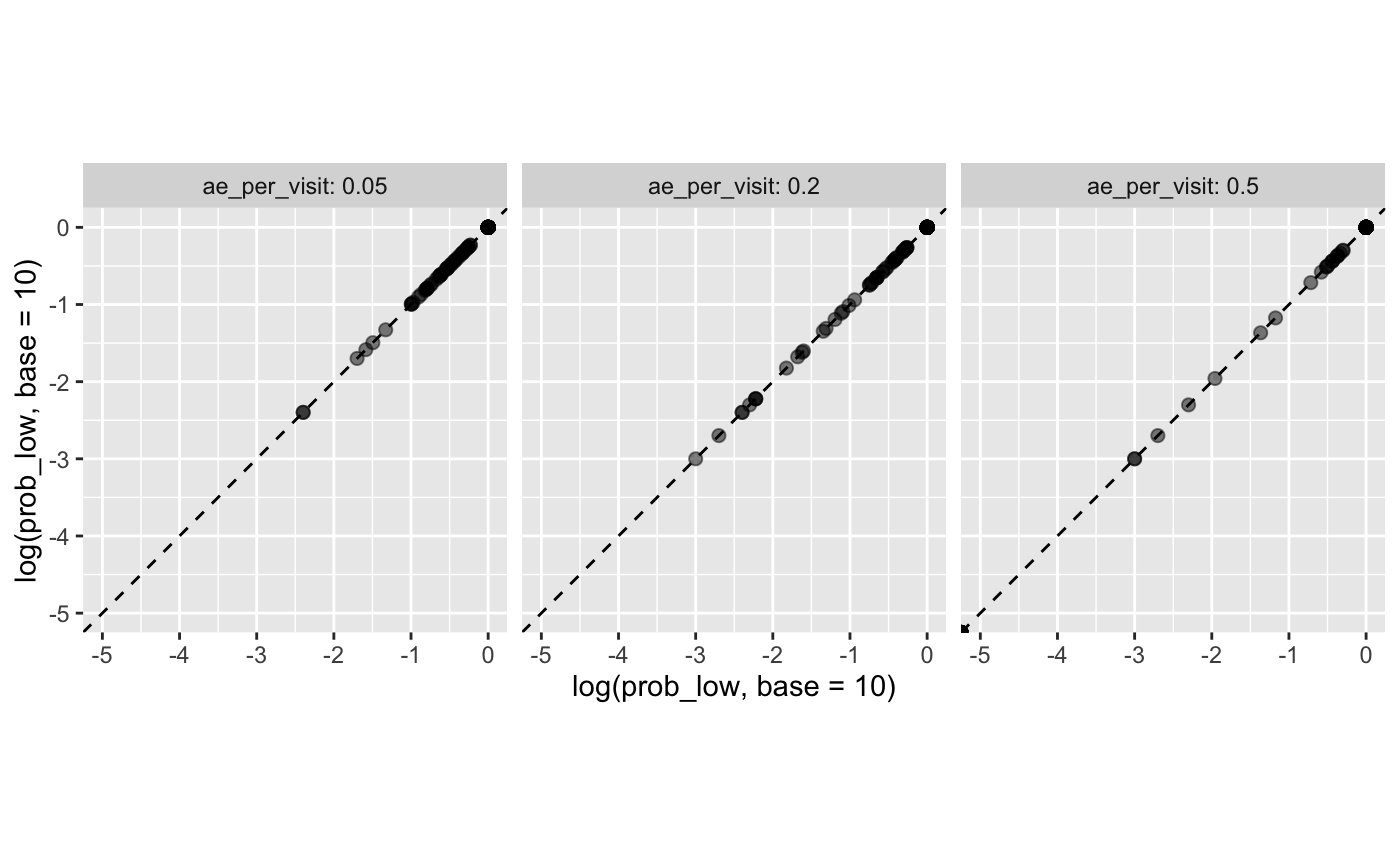 ae_per_visit: 0.05
ae_per_visit: 0.2
ae_per_visit: 0.5
log(prob_low, base = 10)
0
-1
-2
-3
-4
-5
-5 -4 -3 -2 -1 0
-5 -4 -3 -2 -1 0
-5 -4 -3 -2 -1 0
log(prob_low, base = 10)